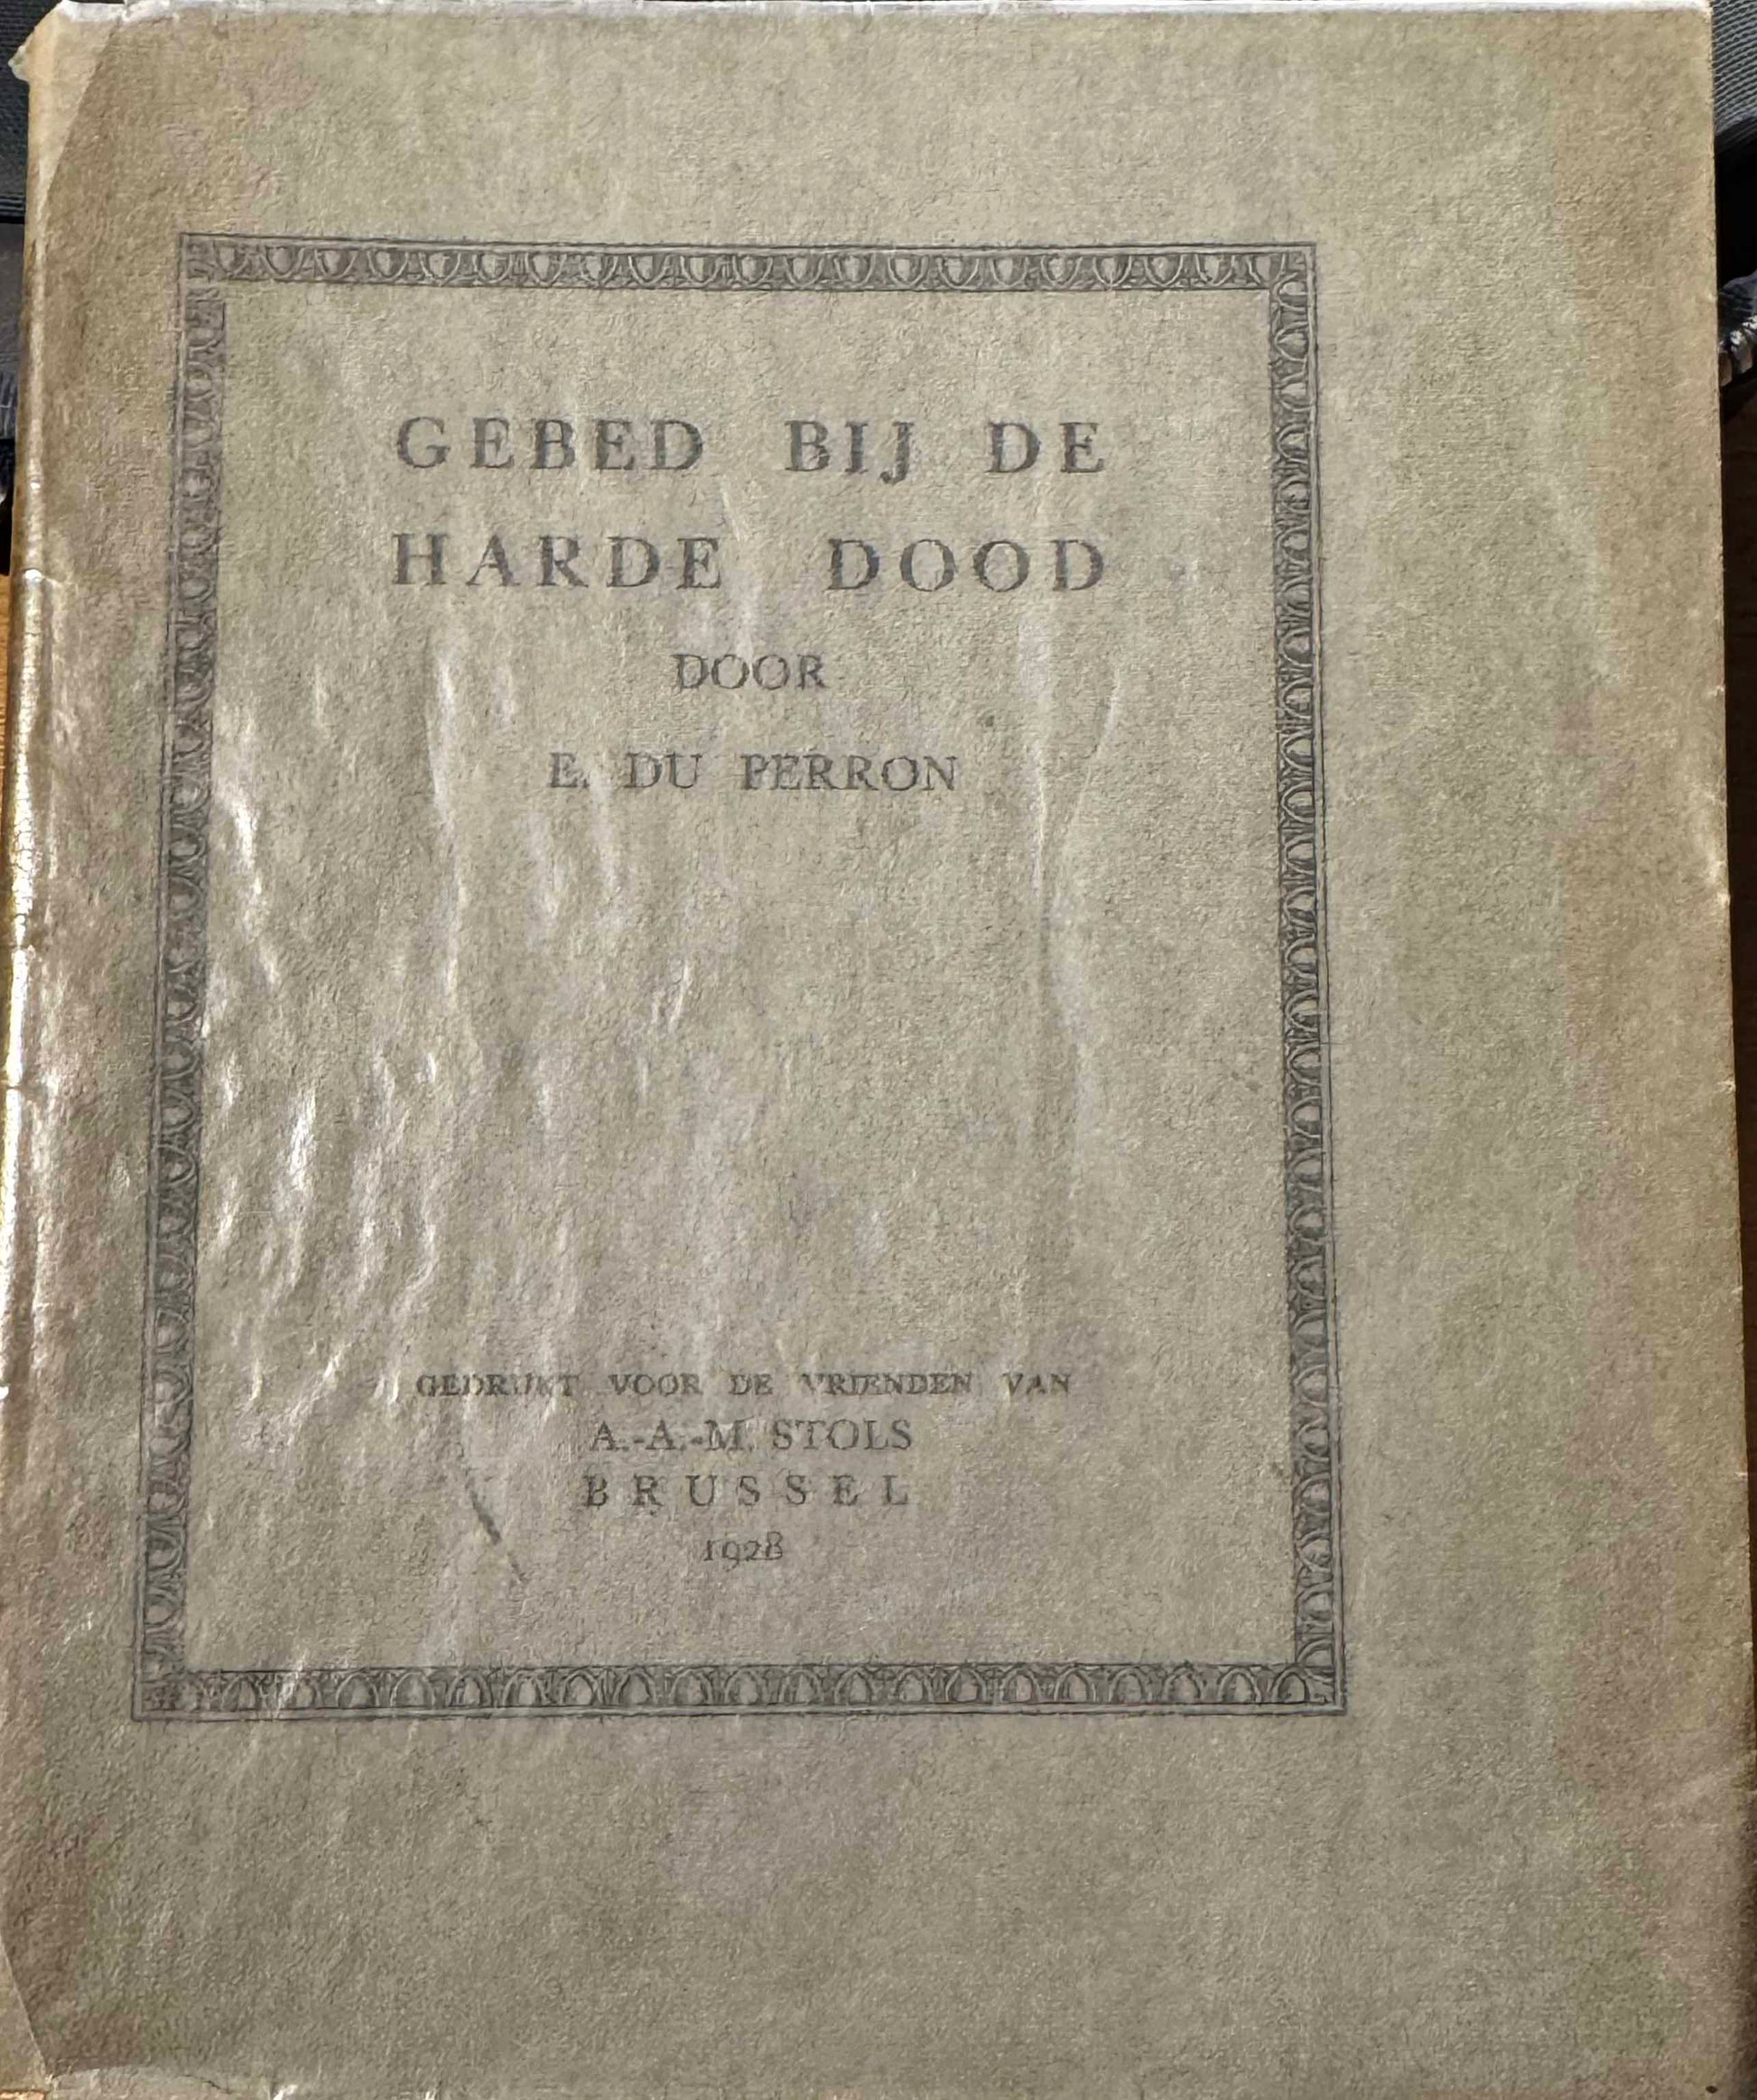 GEBED BIJ DE
HARDE DOOD
DOOR
E. DU PERRON
GEDRUKT VOOR DE VRIENDEN VAN
A.-A.-M. STOLS
BRUSSEL
1928